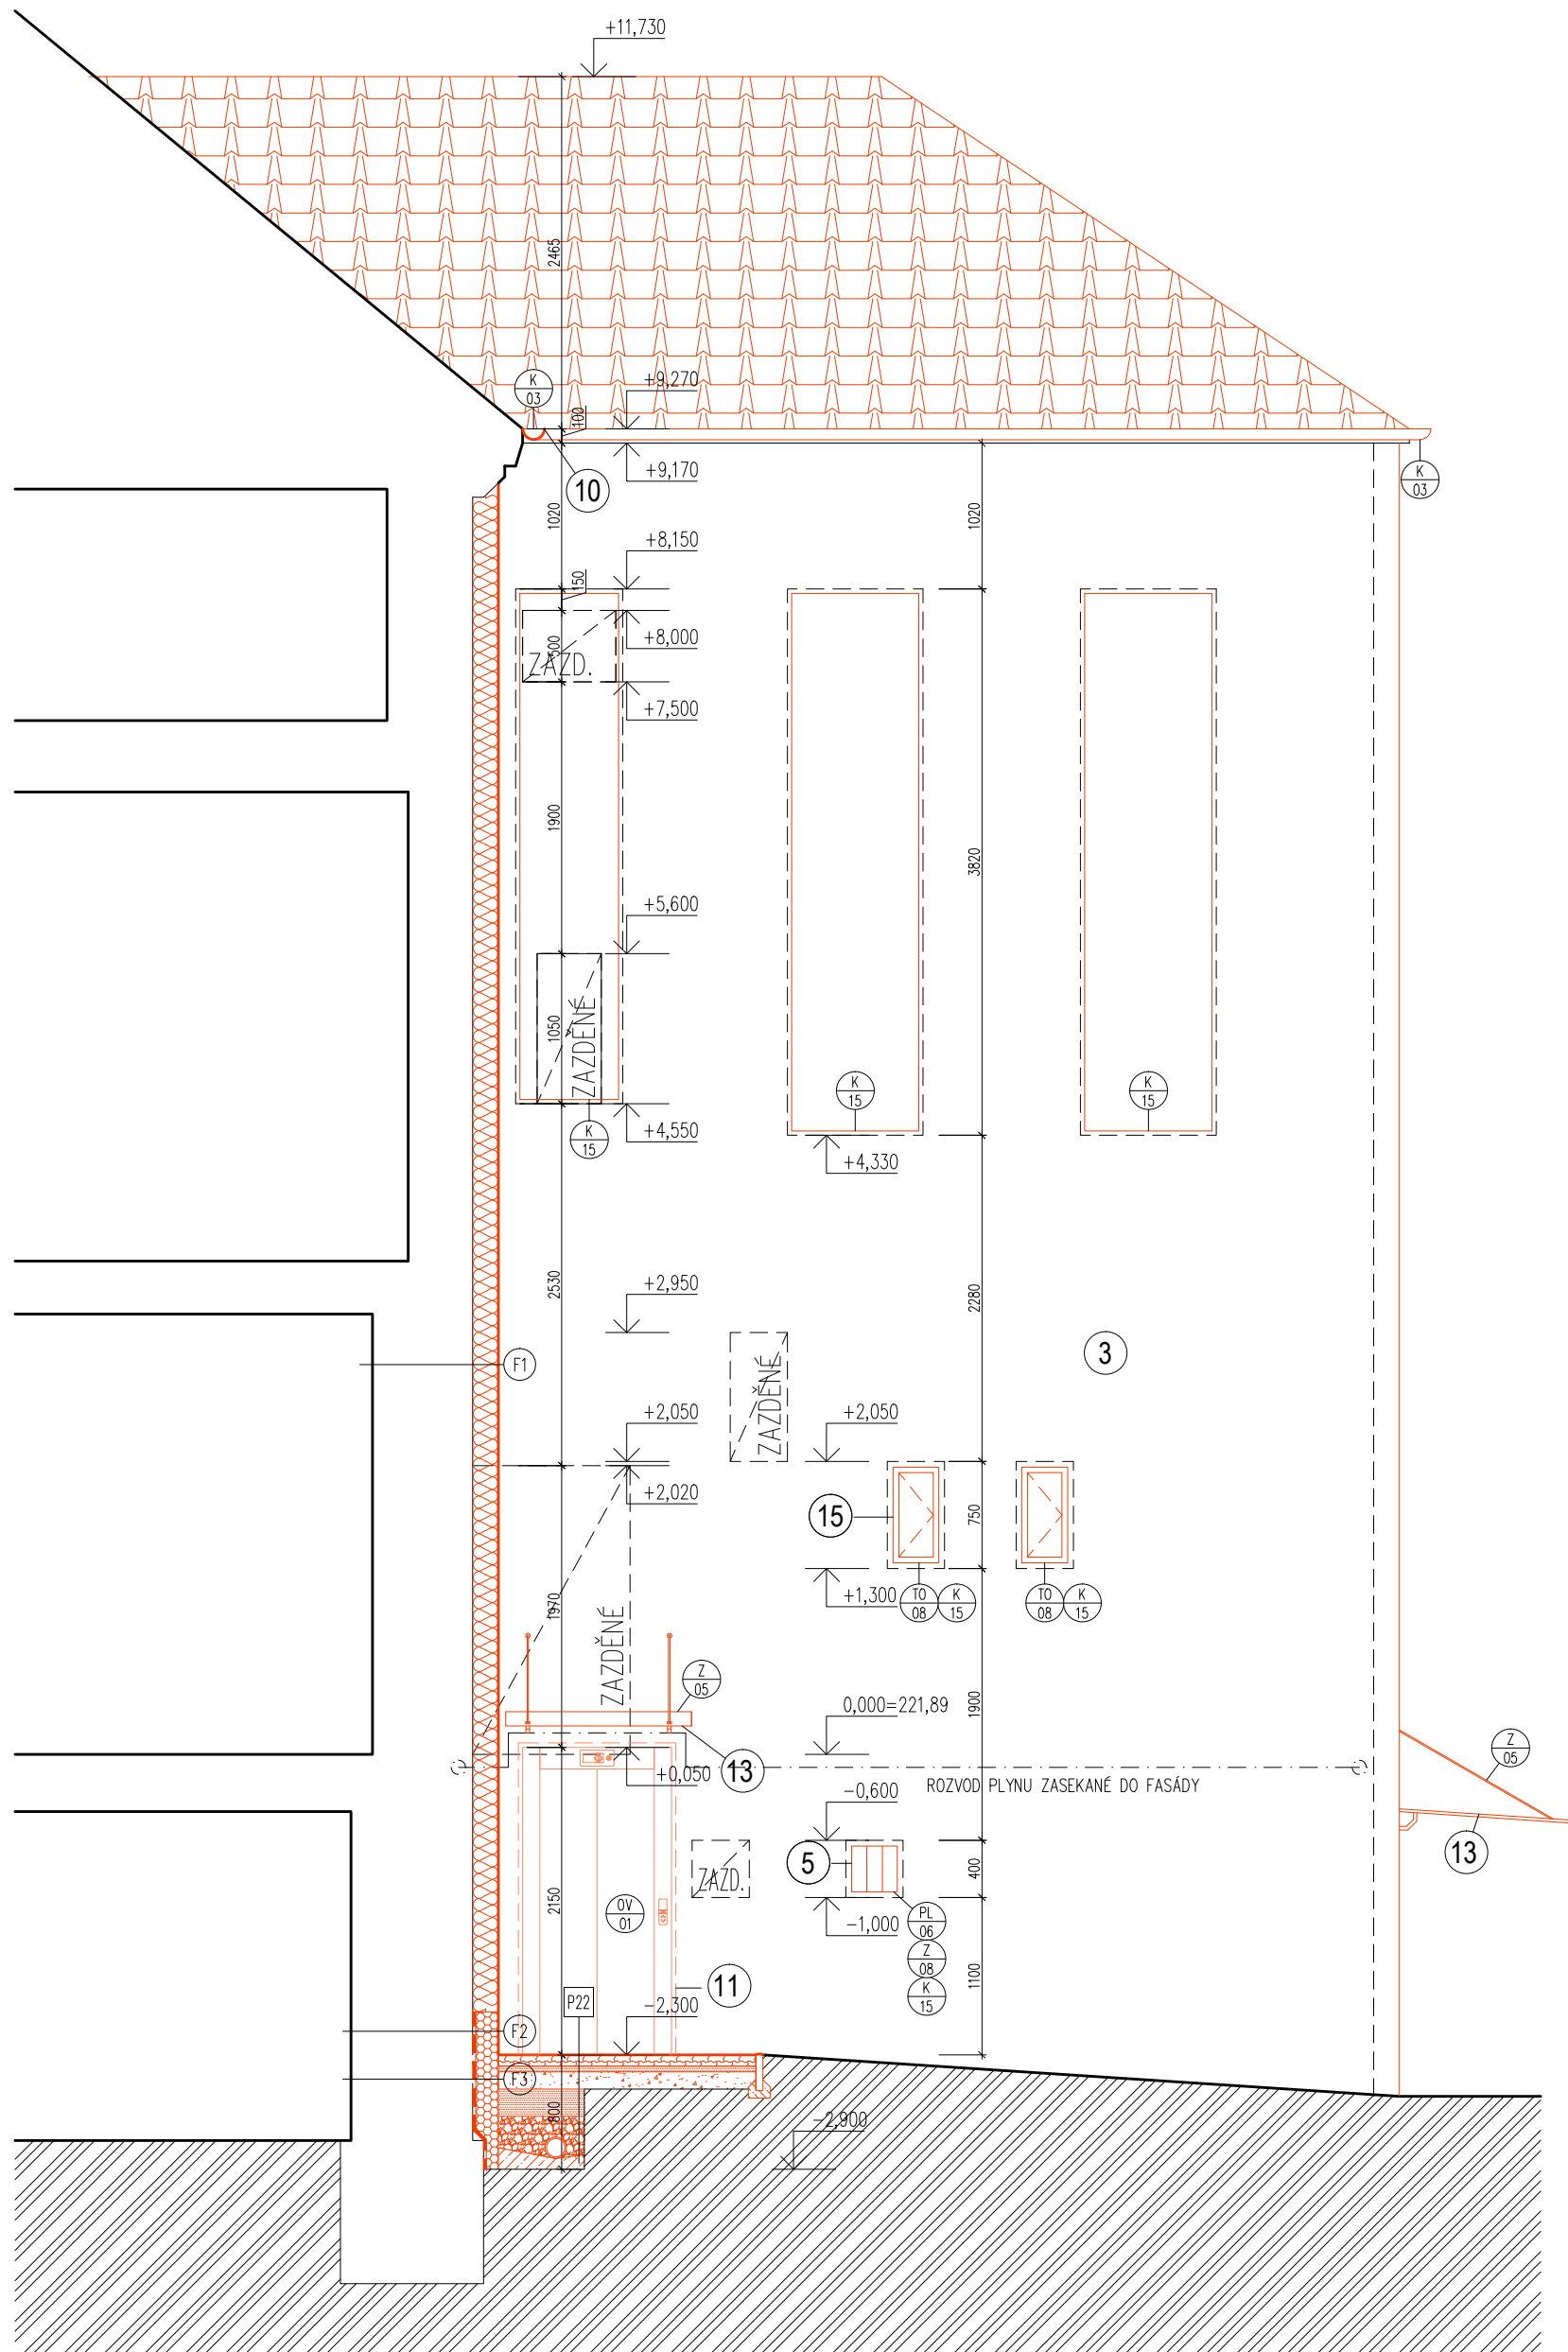 +11,730
2465
K
03
+9,270
100
+9,170
10
K
03
1020
1020
+8,150
150
+8,000
500
ZAZD.
+7,500
1900
3820
+5,600
1050
ZAZDĚNÉ
K
15
K
15
K
15
+4,550
+4,330
2530
2280
+2,950
3
F1
ZAZDĚNÉ
+2,050
+2,050
+2,020
15
750
+1,300
TO
08
K
15
TO
08
K
15
1970
ZAZDĚNÉ
Z
05
0,000=221,89
1900
Z
05
+0,050
13
ROZVOD PLYNU ZASEKANÉ DO FASÁDY
-0,600
13
ZAZD.
5
400
2150
OV
01
-1,000
PL
06
Z
08
K
15
11
1100
P22
-2,300
F2
F3
800
-2,900